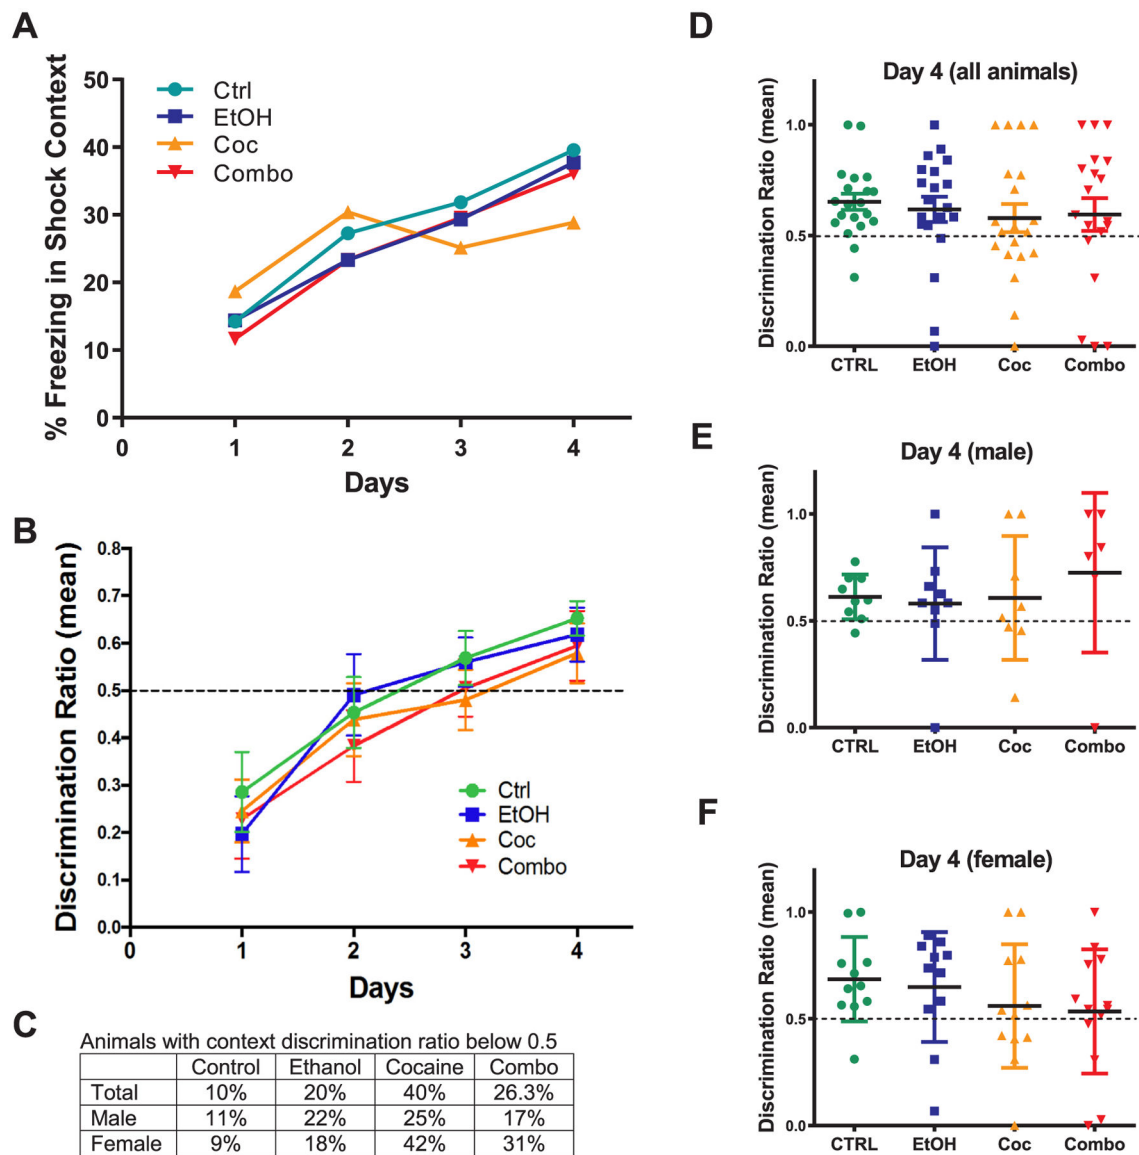 A
% Freezing in Shock Context
50
40
30
20
10
0
Ctrl
EtOH
Coc
Combo
0 1 2 3 4
Days
B
Discrimination Ratio (mean)
0.8
0.7
0.6
0.5
0.4
0.3
0.2
0.1
0.0
Ctrl
EtOH
Coc
Combo
0 1 2 3 4
Days
C
Animals with context discrimination ratio below 0.5
Control Ethanol Cocaine Combo
Total 10% 20% 40% 26.3%
Male 11% 22% 25% 17%
Female 9% 18% 42% 31%
D
Day 4 (all animals)
Discrimination Ratio (mean)
1.0
0.5
0.0
CTRL EtOH Coc Combo
E
Day 4 (male)
Discrimination Ratio (mean)
1.0
0.5
0.0
CTRL EtOH Coc Combo
F
Day 4 (female)
Discrimination Ratio (mean)
1.0
0.5
0.0
CTRL EtOH Coc Combo